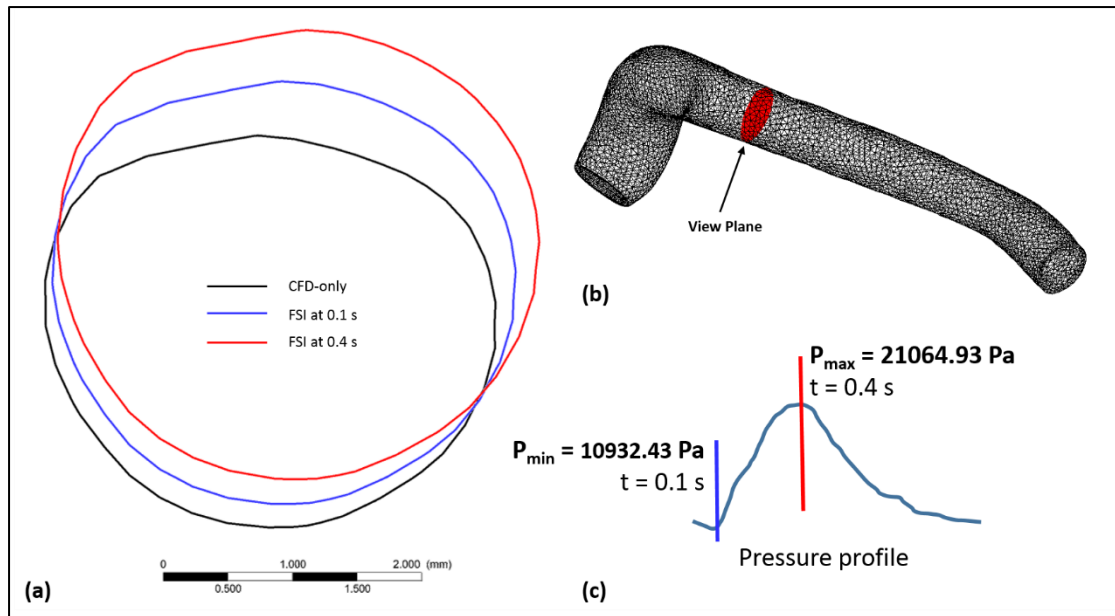 CFD-only
FSI at 0.1 s
FSI at 0.4 s
0 1.000 2.000 (mm)
0.500 1.500
(a)
View Plane
(b)
Pmax = 21064.93 Pa
t = 0.4 s
Pmin = 10932.43 Pa
t = 0.1 s
Pressure profile
(c)